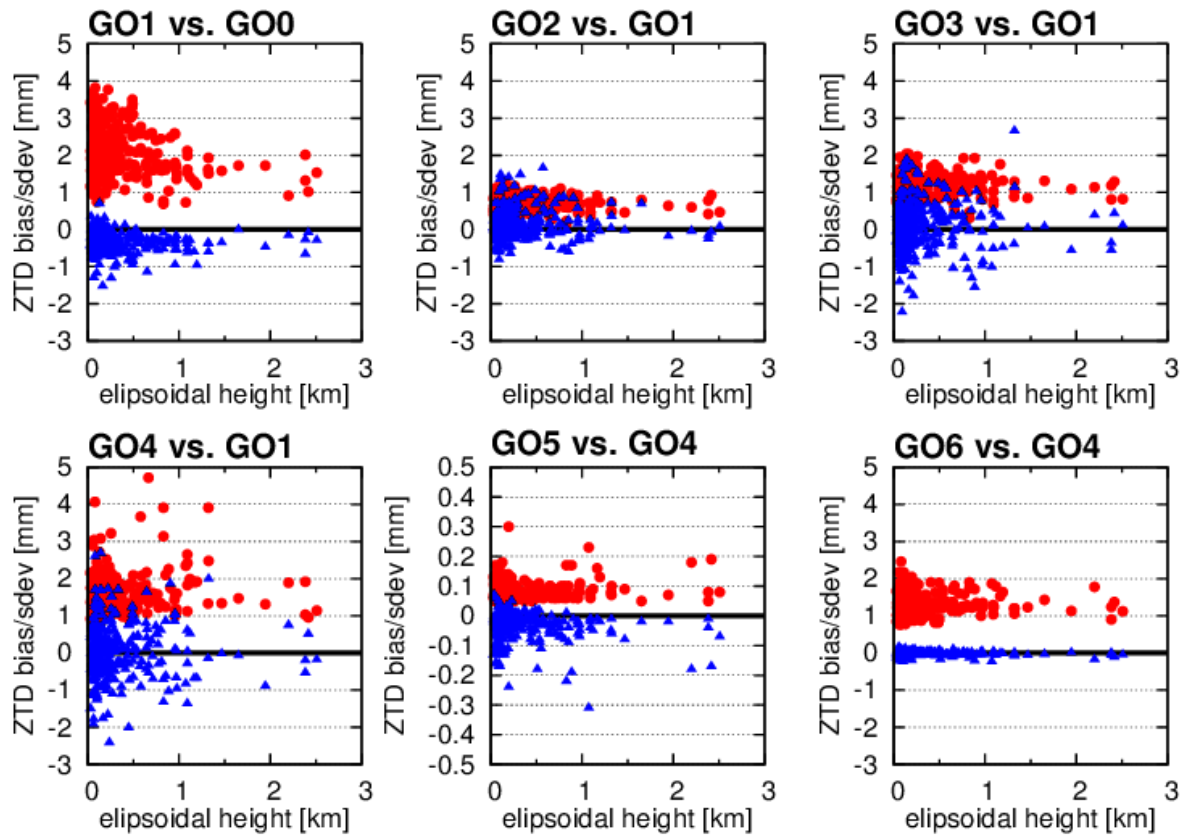 GO1 vs. GO0
GO2 vs. GO1
GO3 vs. GO1
ZTD bias/sdev [mm]
5
4
3
2
1
0
-1
-2
-3
0 1 2 3
elipsoidal height [km]
ZTD bias/sdev [mm]
5
4
3
2
1
0
-1
-2
-3
0 1 2 3
elipsoidal height [km]
ZTD bias/sdev [mm]
5
4
3
2
1
0
-1
-2
-3
0 1 2 3
elipsoidal height [km]
GO4 vs. GO1
GO5 vs. GO4
GO6 vs. GO4
ZTD bias/sdev [mm]
5
4
3
2
1
0
-1
-2
-3
0 1 2 3
elipsoidal height [km]
ZTD bias/sdev [mm]
0.5
0.4
0.3
0.2
0.1
0
-0.1
-0.2
-0.3
-0.4
-0.5
0 1 2 3
elipsoidal height [km]
ZTD bias/sdev [mm]
5
4
3
2
1
0
-1
-2
-3
0 1 2 3
elipsoidal height [km]